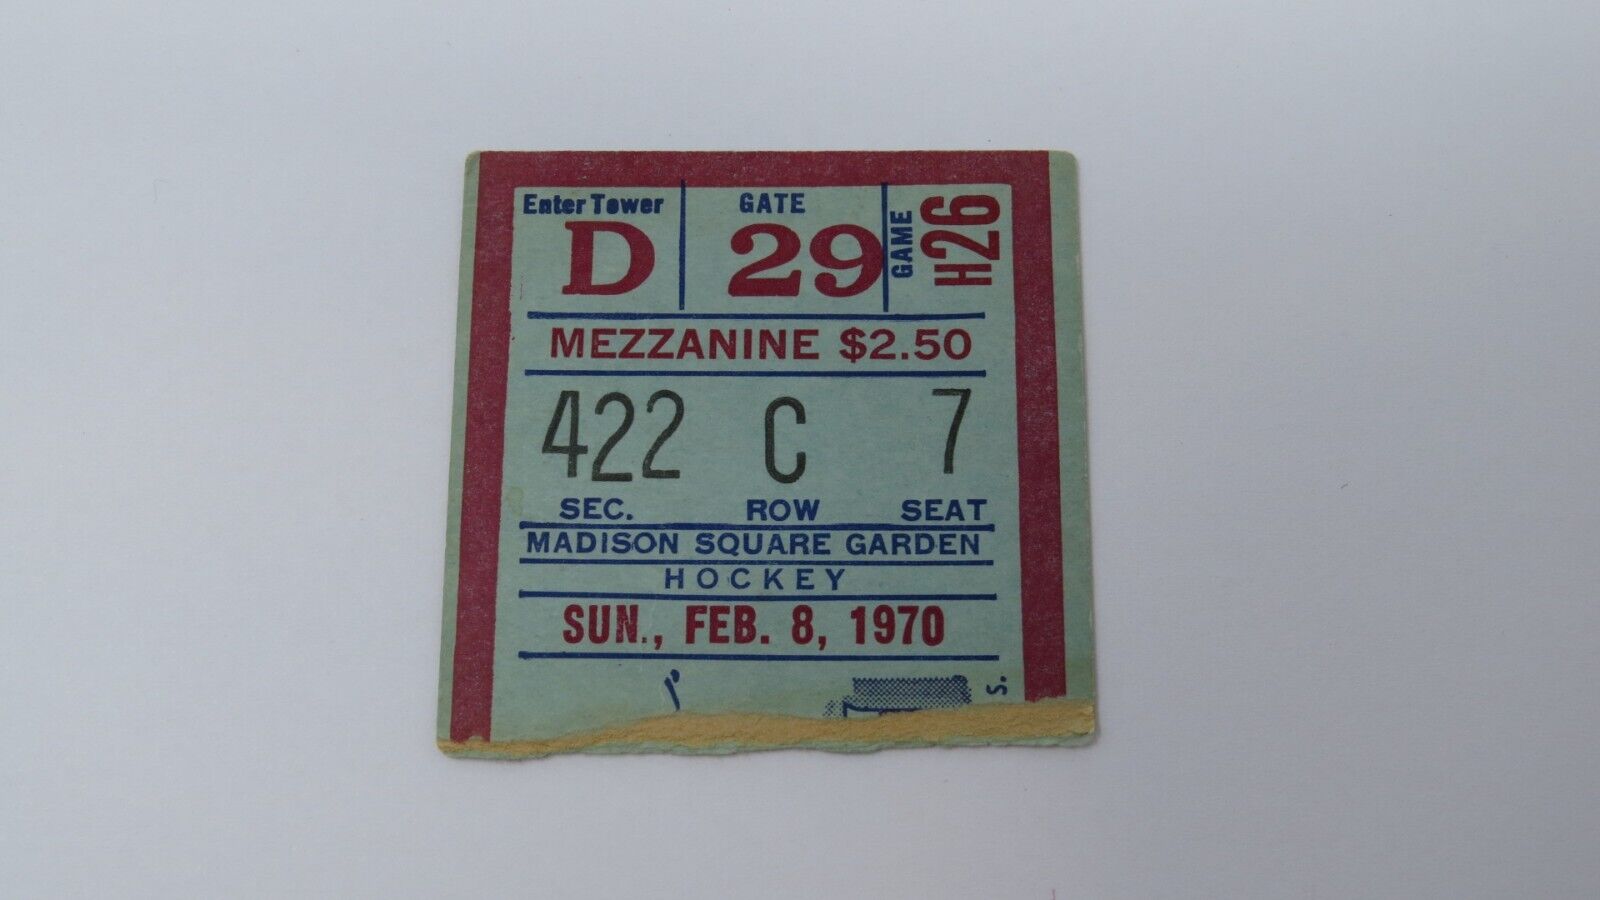 Enter Tower GATE GAME
D 29 H26
MEZZANINE $2.50
422 C 7
SEC. ROW SEAT
MADISON SQUARE GARDEN
HOCKEY
SUN., FEB. 8, 1970
S.